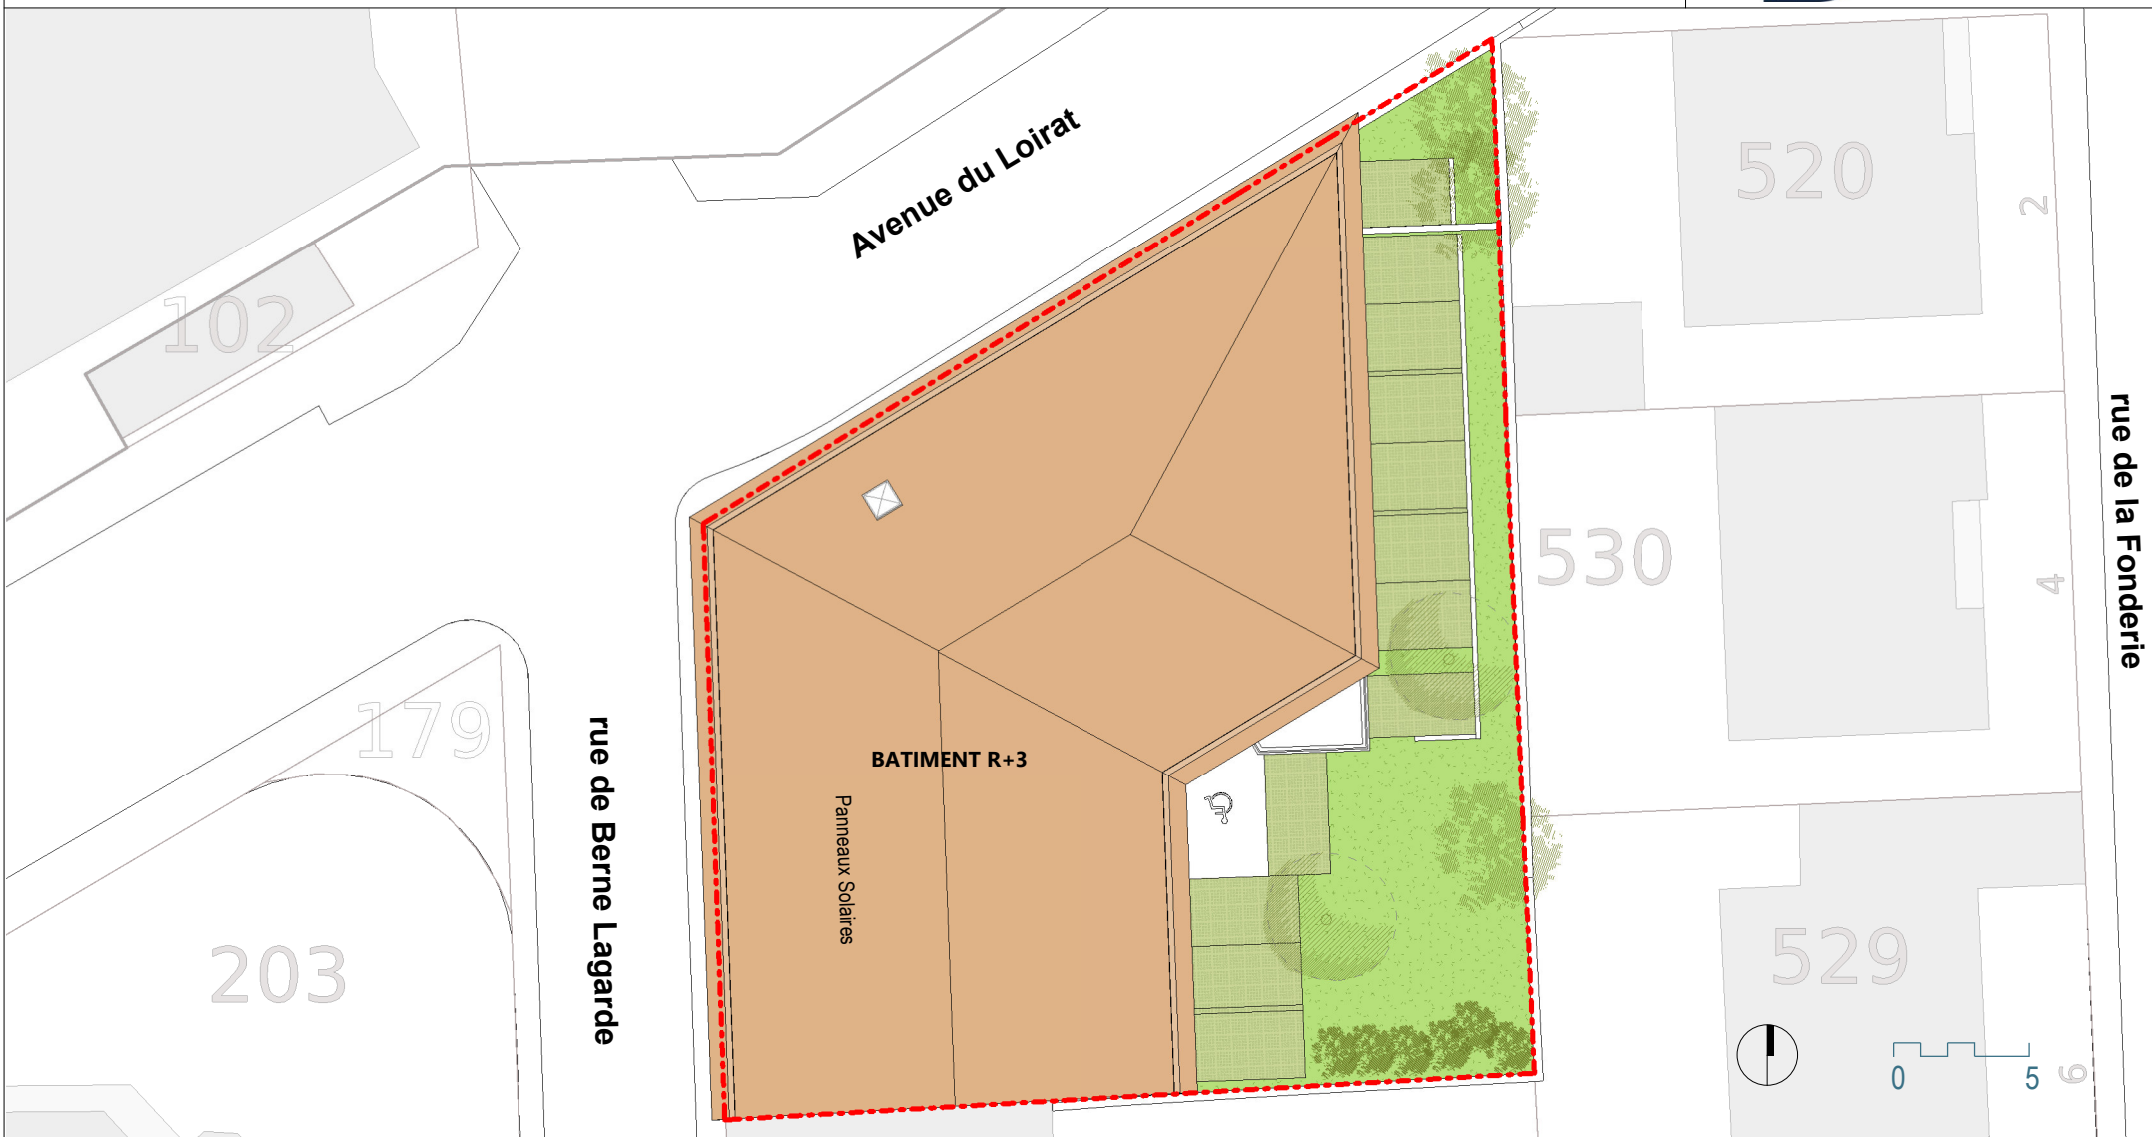 Avenue du Loirat
520
2
102
rue de la Fonderie
530
4
179
rue de Berne Lagarde
BATIMENT R+3
Panneaux Solaires
203
529
0 5
6